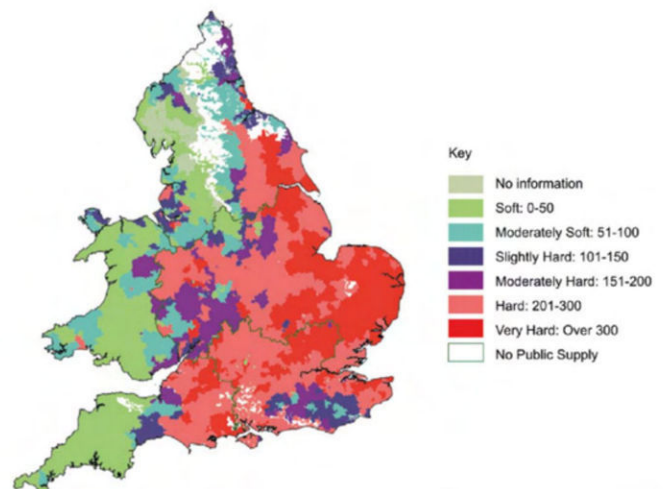 Key
No information
Soft: 0-50
Moderately Soft: 51-100
Slightly Hard: 101-150
Moderately Hard: 151-200
Hard: 201-300
Very Hard: Over 300
No Public Supply